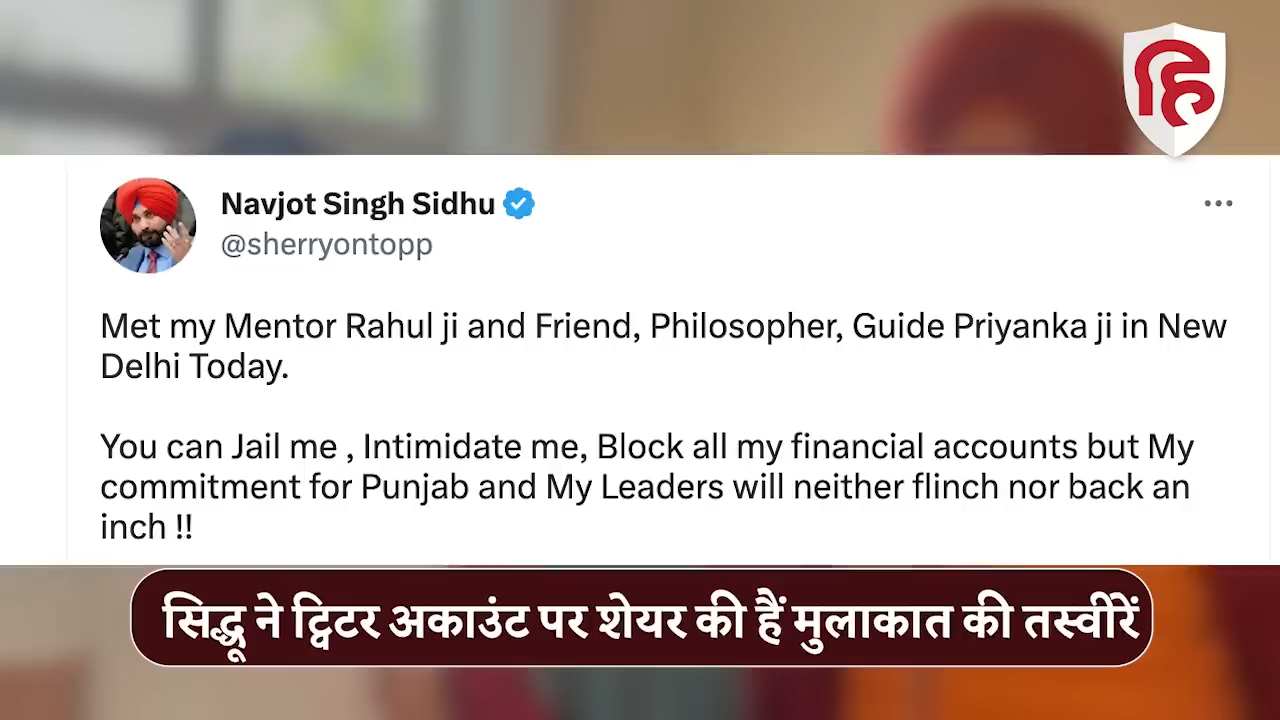 हि
Navjot Singh Sidhu
@sherryontopp
Met my Mentor Rahul ji and Friend, Philosopher, Guide Priyanka ji in New
Delhi Today.
You can Jail me , Intimidate me, Block all my financial accounts but My
commitment for Punjab and My Leaders will neither flinch nor back an
inch !!
सिद्धू ने ट्विटर अकाउंट पर शेयर की हैं मुलाकात की तस्वीरें